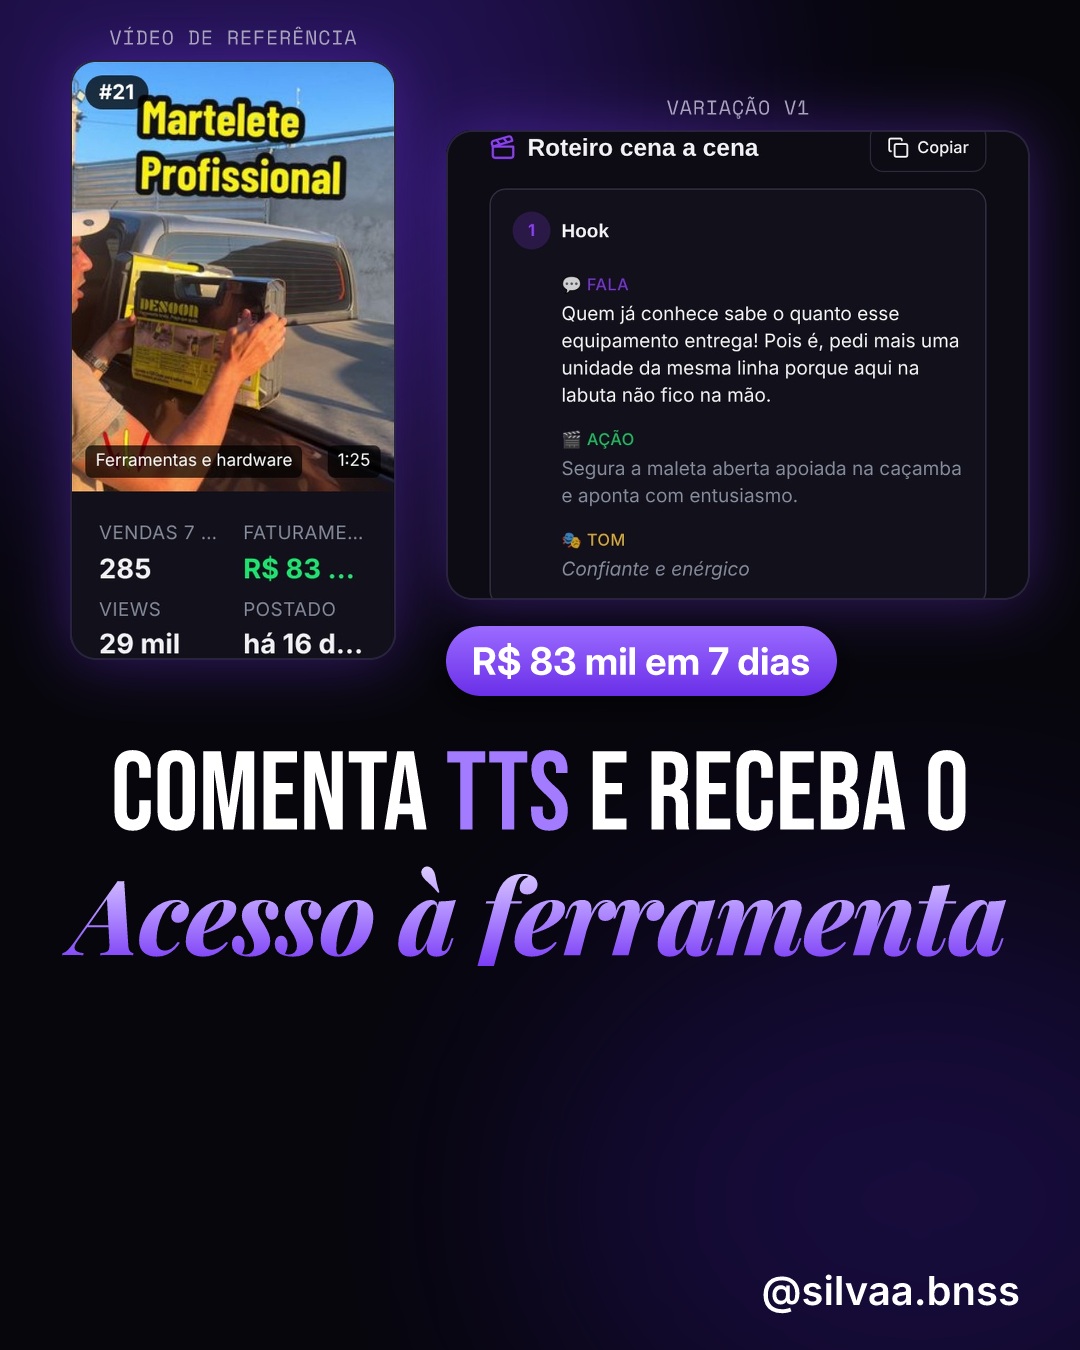 VÍDEO DE REFERÊNCIA
#21
Martelete
Profissional
DENOOD
Ferramentas e hardware
1:25
VENDAS 7 ...
FATURAME...
285
R$ 83 ...
VIEWS
POSTADO
29 mil
há 16 d...
VARIAÇÃO V1
Roteiro cena a cena
Copiar
1
Hook
FALA
Quem já conhece sabe o quanto esse
equipamento entrega! Pois é, pedi mais uma
unidade da mesma linha porque aqui na
labuta não fico na mão.
AÇÃO
Segura a maleta aberta apoiada na caçamba
e aponta com entusiasmo.
TOM
Confiante e enérgico
R$ 83 mil em 7 dias
COMENTA TTS E RECEBA O
Acesso à ferramenta
@silvaa.bnss